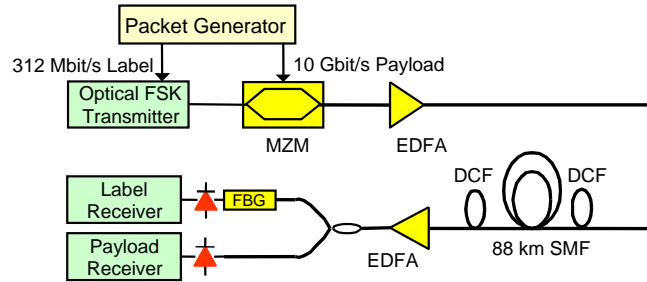 Packet Generator
312 Mbit/s Label
10 Gbit/s Payload
Optical FSK
Transmitter
MZM
EDFA
Label
Receiver
FBG
DCF
DCF
Payload
Receiver
EDFA
88 km SMF